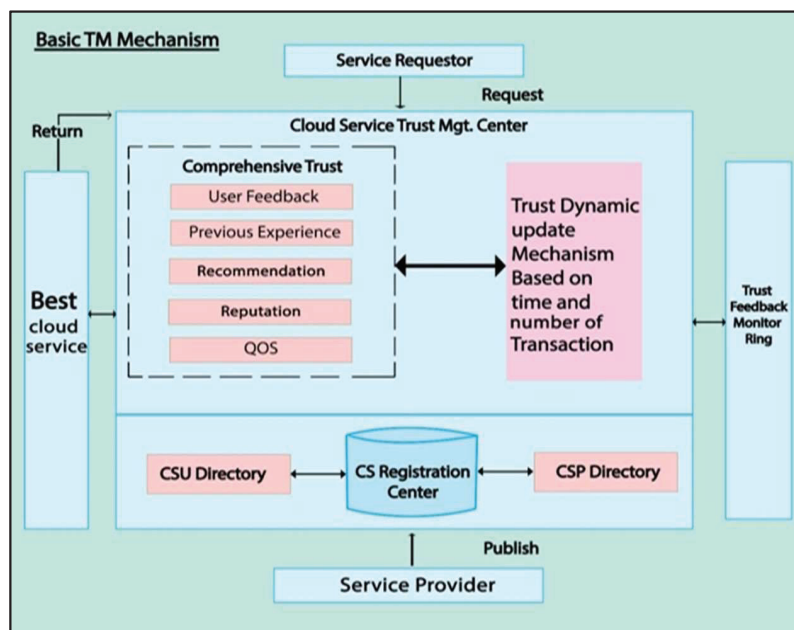 Basic TM Mechanism
Service Requestor
Request
Return
Cloud Service Trust Mgt. Center
Comprehensive Trust
User Feedback
Previous Experience
Recommendation
Reputation
QOS
Trust Dynamic
update
Mechanism
Based on
time and
number of
Transaction
Best
cloud
service
Trust
Feedback
Monitor
Ring
CSU Directory
CS Registration
Center
CSP Directory
Publish
Service Provider